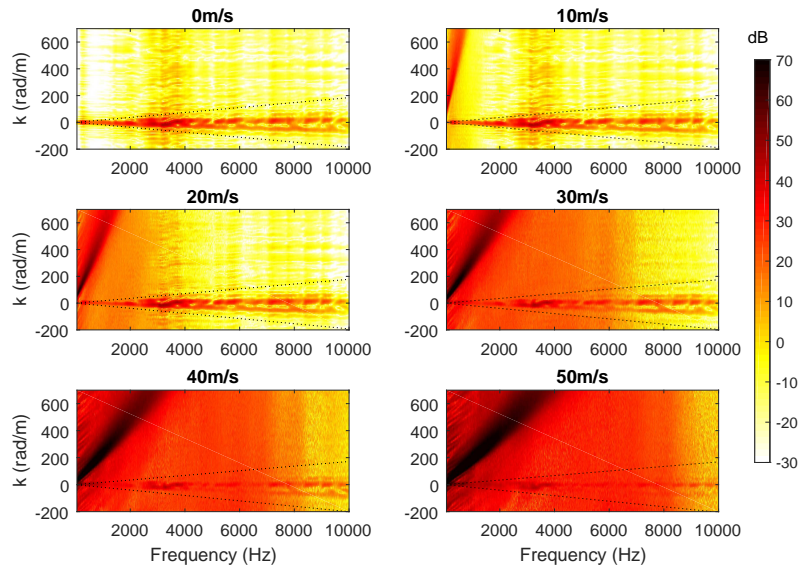 0m/s 10m/s dB
k (rad/m) 600 400 200 0 -200 600 400 200 0 -200 70 60 50 40 30 20 10 0 -10 -20 -30
2000 4000 6000 8000 10000 2000 4000 6000 8000 10000
20m/s 30m/s
k (rad/m) 600 400 200 0 -200 600 400 200 0 -200
2000 4000 6000 8000 10000 2000 4000 6000 8000 10000
40m/s 50m/s
k (rad/m) 600 400 200 0 -200 600 400 200 0 -200
2000 4000 6000 8000 10000 2000 4000 6000 8000 10000
Frequency (Hz) Frequency (Hz)